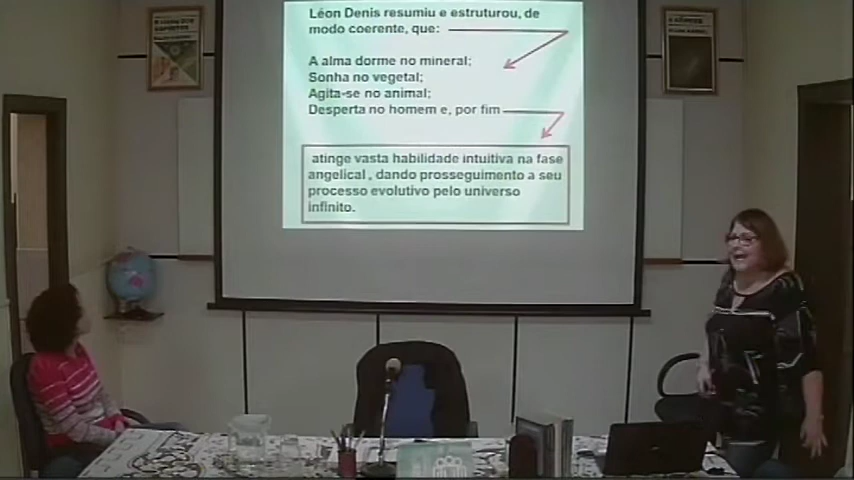 Léon Denis resumiu e estruturou, de
modo coerente, que:
A alma dorme no mineral;
Sonha no vegetal;
Agita-se no animal;
Desperta no homem e, por fim
atinge vasta habilidade intuitiva na fase
angelical , dando prosseguimento a seu
processo evolutivo pelo universo
infinito.